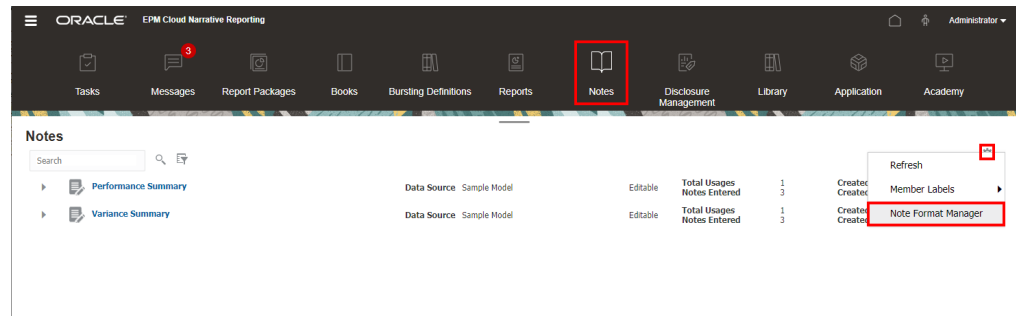 ORACLE EPM Cloud Narrative Reporting Administrator
3
Tasks Messages Report Packages Books Bursting Definitions Reports Notes Disclosure Management Library Application Academy
Notes
Search
Refresh
Performance Summary Data Source Sample Model Editable Total Usages 1 Created
Notes Entered 3 Created
Member Labels
Variance Summary Data Source Sample Model Editable Total Usages 1 Created
Notes Entered 3 Created
Note Format Manager